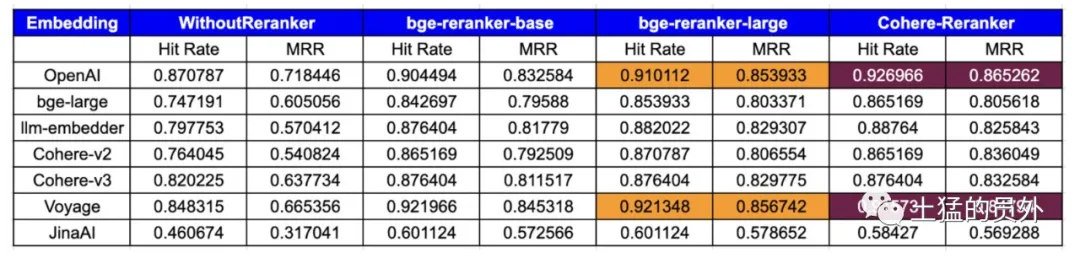 Embedding WithoutReranker bge-reranker-base bge-reranker-large Cohere-Reranker
Hit Rate MRR Hit Rate MRR Hit Rate MRR Hit Rate MRR
OpenAI 0.870787 0.718446 0.904494 0.832584 0.910112 0.853933 0.926966 0.865262
bge-large 0.747191 0.605056 0.842697 0.79588 0.853933 0.803371 0.865169 0.805618
llm-embedder 0.797753 0.570412 0.876404 0.81779 0.882022 0.829307 0.88764 0.825843
Cohere-v2 0.764045 0.540824 0.865169 0.792509 0.870787 0.806554 0.865169 0.836049
Cohere-v3 0.820225 0.637734 0.876404 0.811517 0.876404 0.829775 0.876404 0.832584
Voyage 0.848315 0.665356 0.921966 0.845318 0.921348 0.856742
土猛的员外
JinaAI 0.460674 0.317041 0.601124 0.572566 0.601124 0.578652 0.58427 0.569288